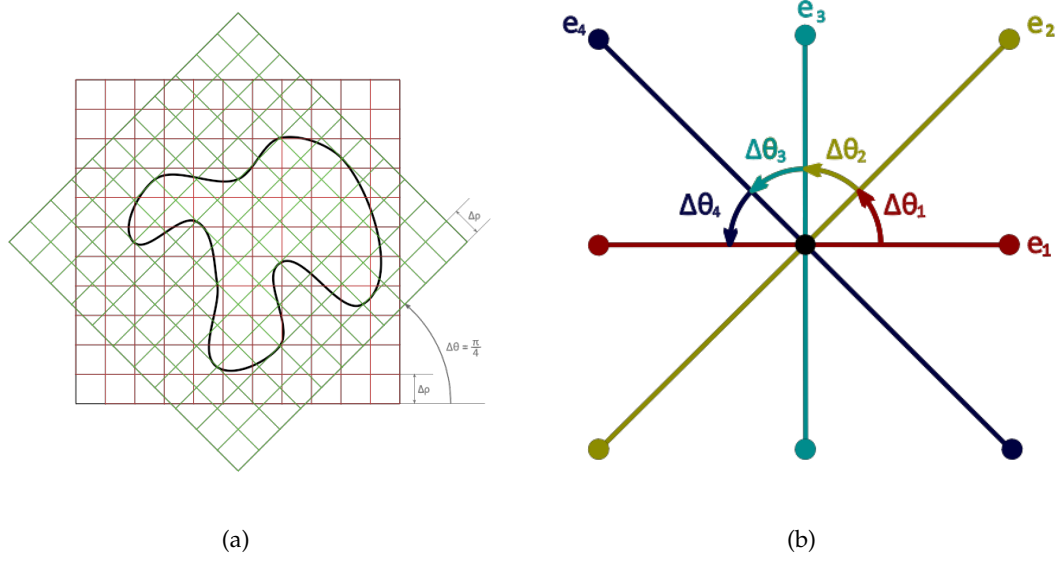 Δρ
Δθ = π/4
Δρ
(a)
e₄
e₃
e₂
Δθ₃
Δθ₂
Δθ₄
Δθ₁
e₁
(b)